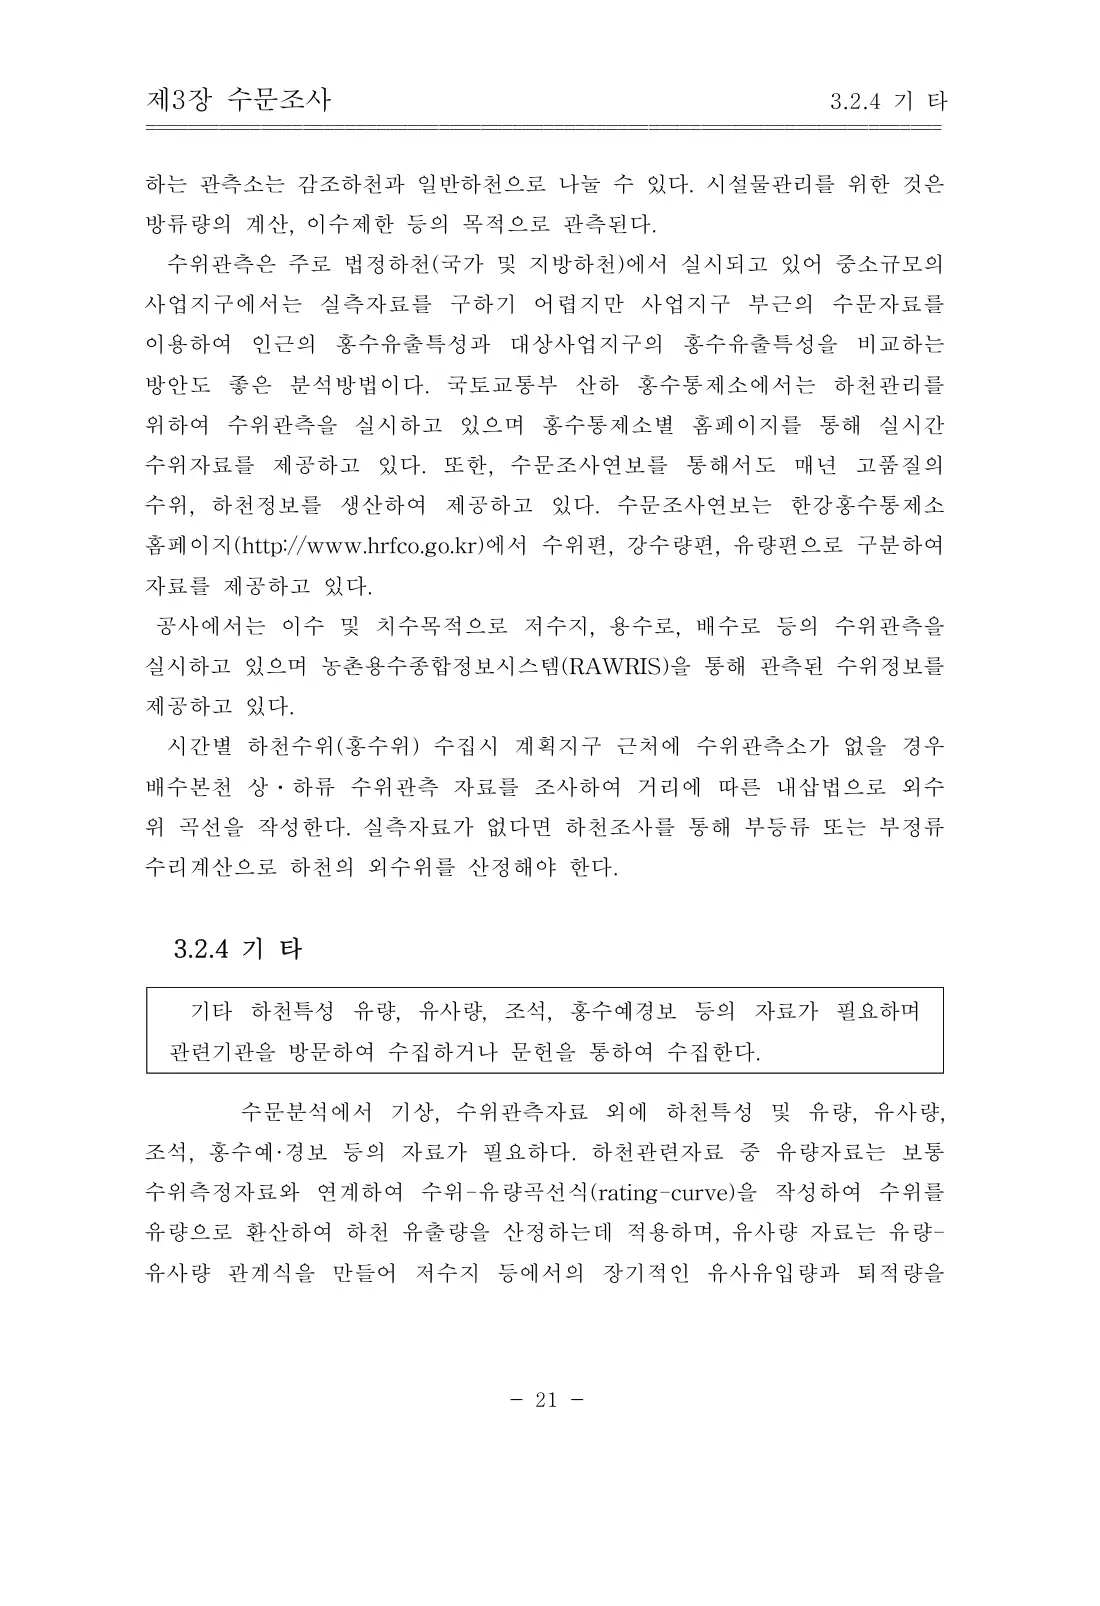 제3장 수문조사 3.2.4 기 타
하는 관측소는 감조하천과 일반하천으로 나눌 수 있다. 시설물관리를 위한 것은
방류량의 계산, 이수제한 등의 목적으로 관측된다.
수위관측은 주로 법정하천(국가 및 지방하천)에서 실시되고 있어 중소규모의
사업지구에서는 실측자료를 구하기 어렵지만 사업지구 부근의 수문자료를
이용하여 인근의 홍수유출특성과 대상사업지구의 홍수유출특성을 비교하는
방안도 좋은 분석방법이다. 국토교통부 산하 홍수통제소에서는 하천관리를
위하여 수위관측을 실시하고 있으며 홍수통제소별 홈페이지를 통해 실시간
수위자료를 제공하고 있다. 또한, 수문조사연보를 통해서도 매년 고품질의
수위, 하천정보를 생산하여 제공하고 있다. 수문조사연보는 한강홍수통제소
홈페이지(http://www.hrfco.go.kr)에서 수위편, 강수량편, 유량편으로 구분하여
자료를 제공하고 있다.
공사에서는 이수 및 치수목적으로 저수지, 용수로, 배수로 등의 수위관측을
실시하고 있으며 농촌용수종합정보시스템(RAWRIS)을 통해 관측된 수위정보를
제공하고 있다.
시간별 하천수위(홍수위) 수집시 계획지구 근처에 수위관측소가 없을 경우
배수본천 상·하류 수위관측 자료를 조사하여 거리에 따른 내삽법으로 외수
위 곡선을 작성한다. 실측자료가 없다면 하천조사를 통해 부등류 또는 부정류
수리계산으로 하천의 외수위를 산정해야 한다.
3.2.4 기 타
기타 하천특성 유량, 유사량, 조석, 홍수예경보 등의 자료가 필요하며
관련기관을 방문하여 수집하거나 문헌을 통하여 수집한다.
수문분석에서 기상, 수위관측자료 외에 하천특성 및 유량, 유사량,
조석, 홍수예·경보 등의 자료가 필요하다. 하천관련자료 중 유량자료는 보통
수위측정자료와 연계하여 수위-유량곡선식(rating-curve)을 작성하여 수위를
유량으로 환산하여 하천 유출량을 산정하는데 적용하며, 유사량 자료는 유량-
유사량 관계식을 만들어 저수지 등에서의 장기적인 유사유입량과 퇴적량을
- 21 -